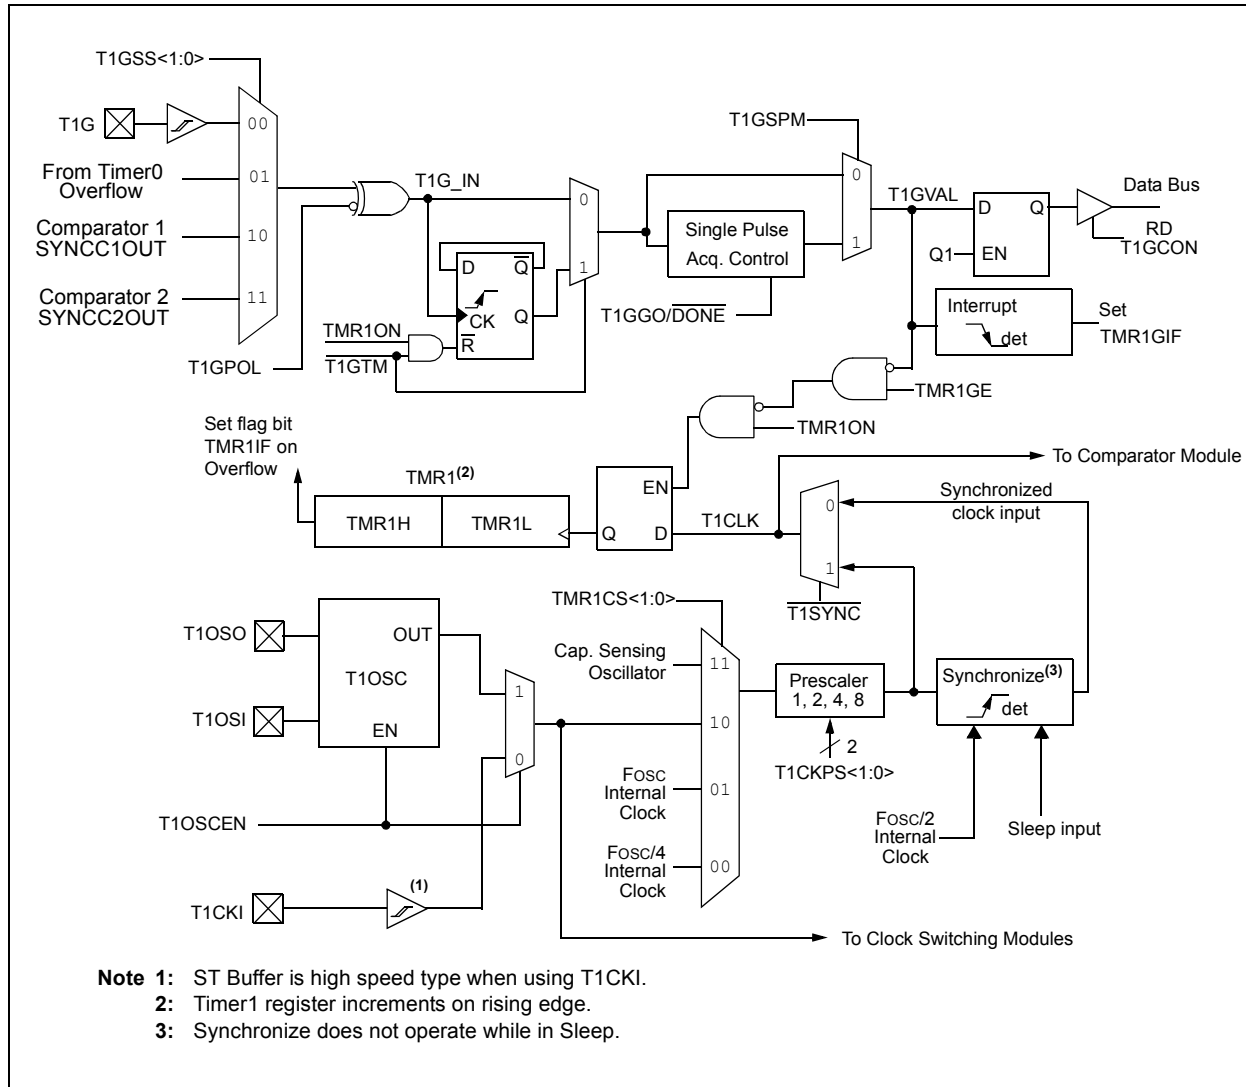 T1GSS<1:0>
T1G
00
From Timer0
Overflow
01
Comparator 1
SYNCC1OUT
10
Comparator 2
SYNCC2OUT
11
T1GPOL
T1G_IN
0
1
D
Q̅
CK
Q
R̅
TMR1ON
T1GTM
T1GSPM
0
1
Single Pulse
Acq. Control
T1GGO/D̅O̅N̅E̅
T1GVAL
D
Q
Q1
EN
Data Bus
RD
T1GCON
Interrupt
det
Set
TMR1GIF
TMR1GE
TMR1ON
Set flag bit
TMR1IF on
Overflow
TMR1(2)
TMR1H
TMR1L
EN
Q
D
T1CLK
To Comparator Module
0
1
Synchronized
clock input
T̅1̅S̅Y̅N̅C̅
TMR1CS<1:0>
T1OSO
T1OSI
OUT
T1OSC
EN
1
0
T1OSCEN
T1CKI
(1)
Cap. Sensing
Oscillator
11
10
FOSC
Internal
Clock
01
FOSC/4
Internal
Clock
00
Prescaler
1, 2, 4, 8
2
T1CKPS<1:0>
Synchronize(3)
det
FOSC/2
Internal
Clock
Sleep input
To Clock Switching Modules
Note 1: ST Buffer is high speed type when using T1CKI.
2: Timer1 register increments on rising edge.
3: Synchronize does not operate while in Sleep.